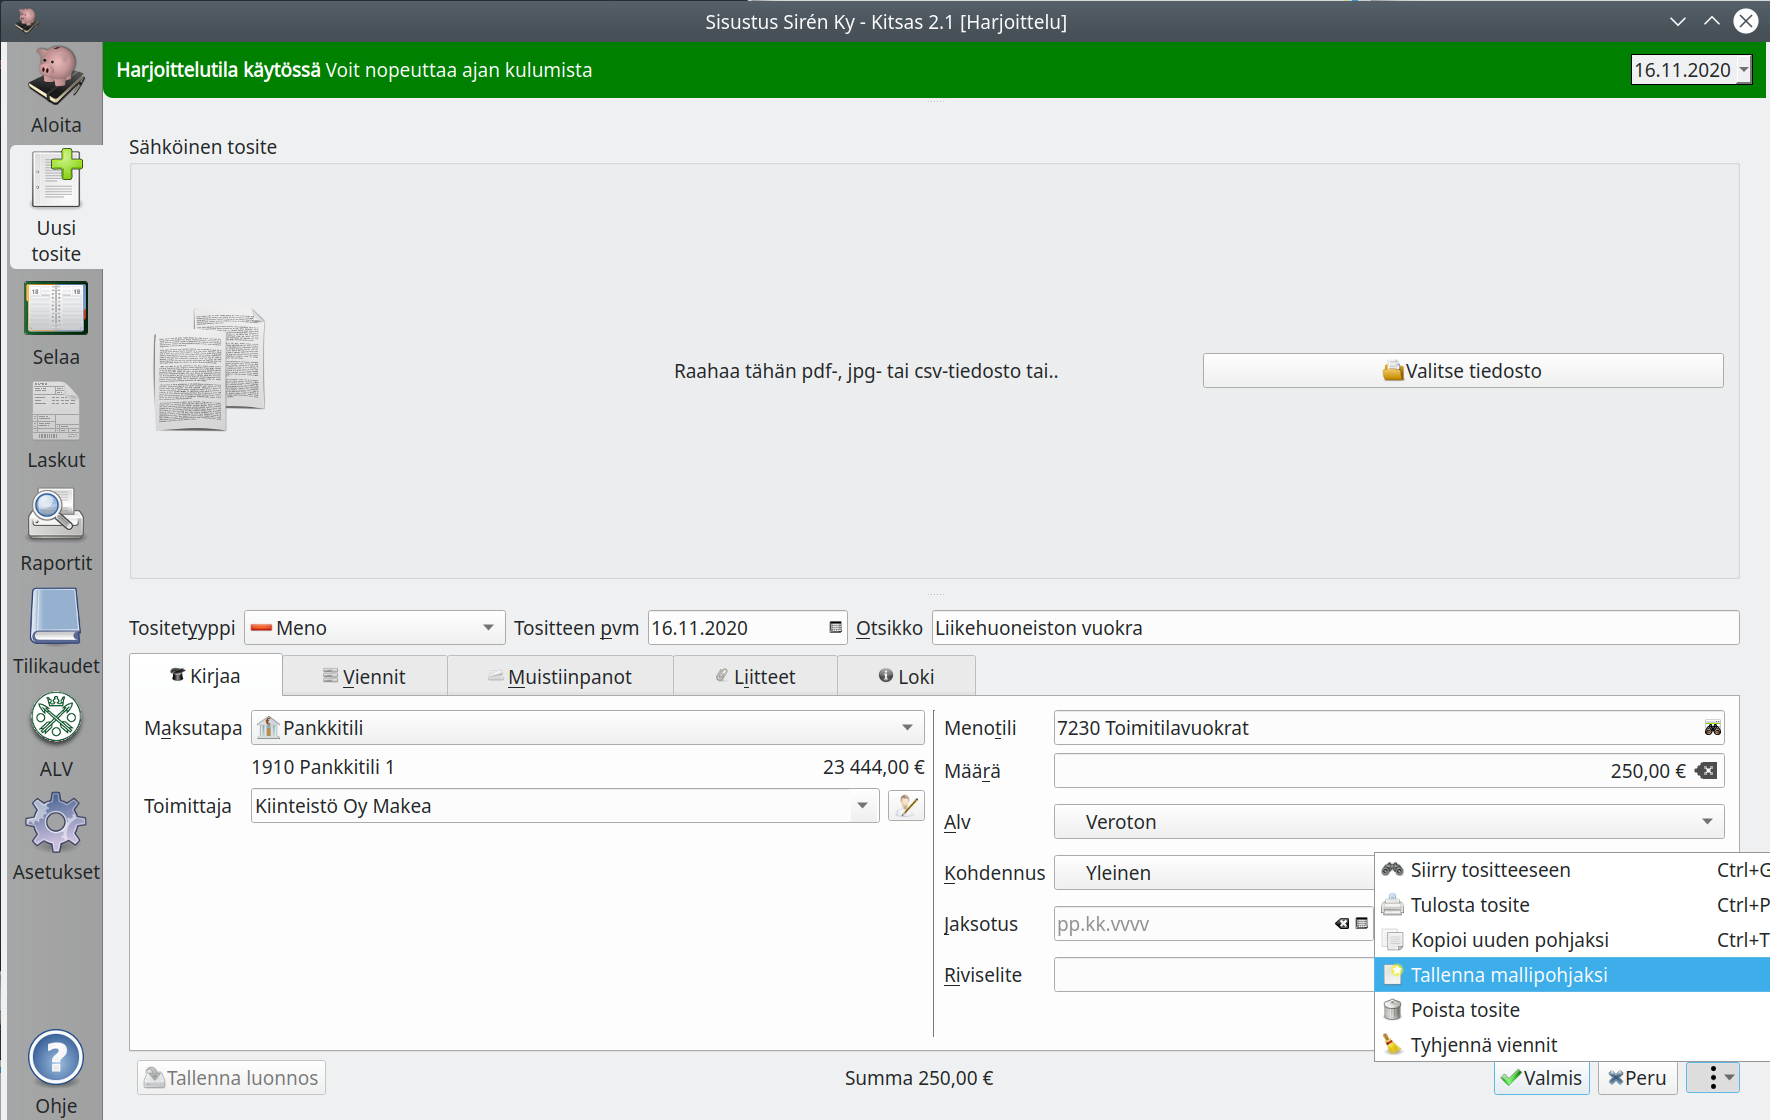 Sisustus Sirén Ky - Kitsas 2.1 [Harjoittelu]
Harjoittelutila käytössä Voit nopeuttaa ajan kulumista
16.11.2020
Aloita
Uusi
tosite
Selaa
Laskut
Raportit
Tilikaudet
ALV
Asetukset
Ohje
Sähköinen tosite
Raahaa tähän pdf-, jpg- tai csv-tiedosto tai..
Valitse tiedosto
Tositetyyppi Meno Tositteen pvm 16.11.2020 Otsikko Liikehuoneiston vuokra
Kirjaa Viennit Muistiinpanot Liitteet Loki
Maksutapa Pankkitili
1910 Pankkitili 1 23 444,00 €
Toimittaja Kiinteistö Oy Makea
Menotili 7230 Toimitilavuokrat
Määrä 250,00 €
Alv Veroton
Kohdennus Yleinen
Jaksotus pp.kk.vvvv
Riviselite
Siirry tositteeseen Ctrl+G
Tulosta tosite Ctrl+P
Kopioi uuden pohjaksi Ctrl+T
Tallenna mallipohjaksi
Poista tosite
Tyhjennä viennit
Tallenna luonnos Summa 250,00 € Valmis Peru